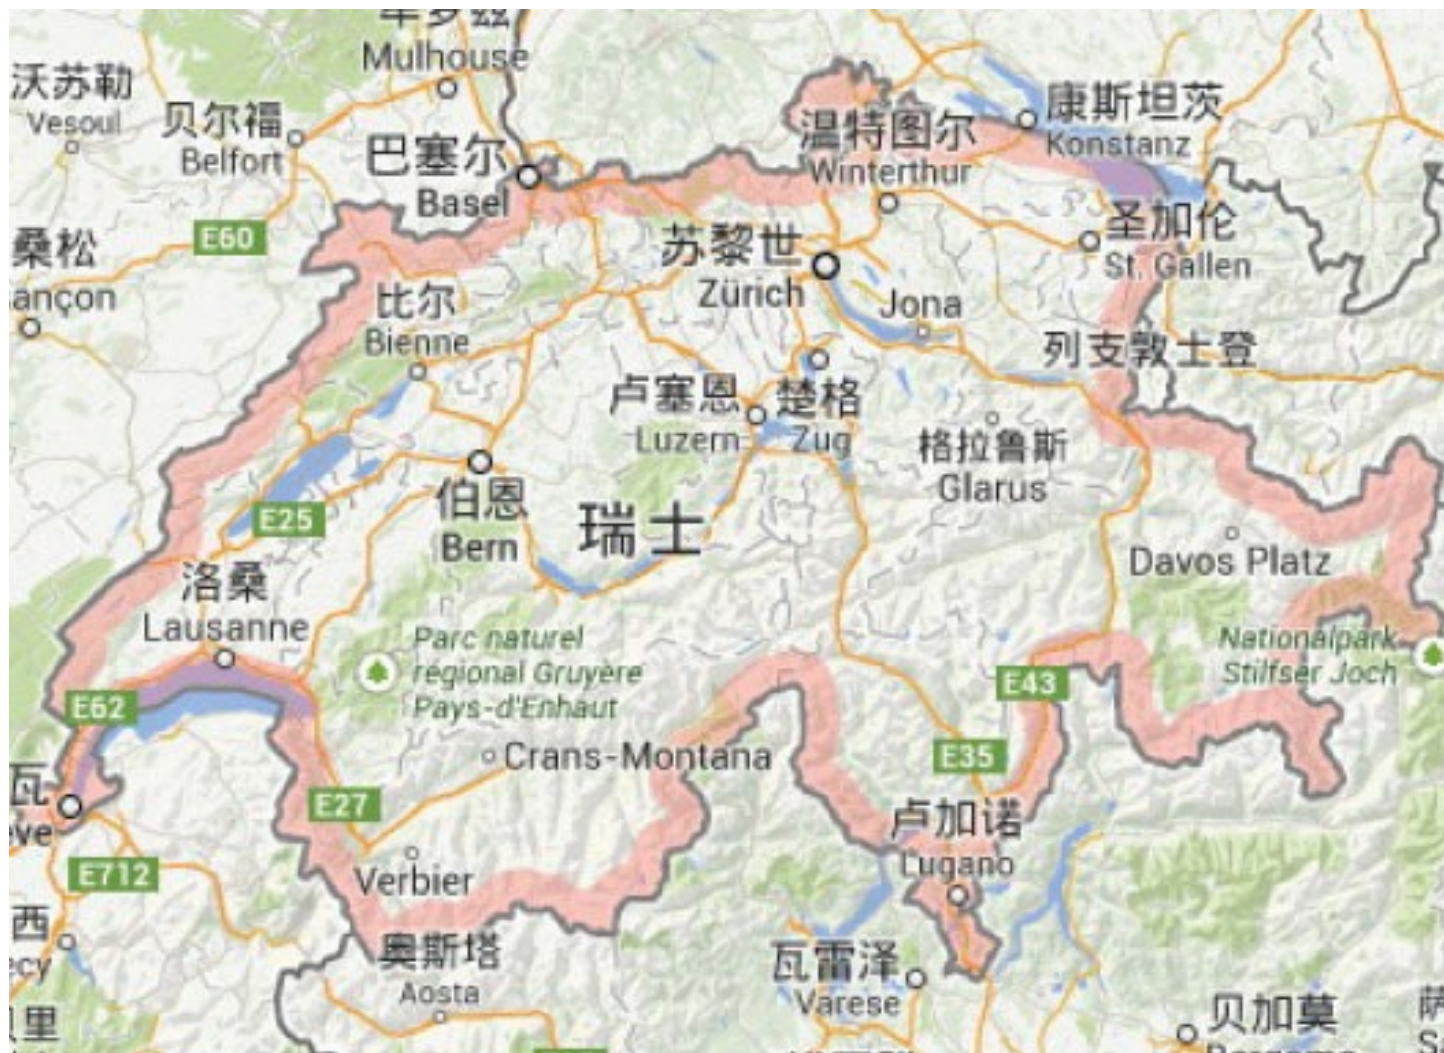 Mulhouse
沃苏勒
Vesoul
贝尔福
Belfort
康斯坦茨
Konstanz
温特图尔
Winterthur
巴塞尔
Basel
E60
桑松
ançon
苏黎世
Zürich
圣加伦
St. Gallen
比尔
Bienne
Jona
列支敦士登
卢塞恩
Luzern
楚格
Zug
格拉鲁斯
Glarus
E25
伯恩
Bern
瑞士
Davos Platz
洛桑
Lausanne
Parc naturel
régional Gruyère
Pays-d'Enhaut
Nationalpark
Stilfser Joch
E62
E43
Crans-Montana
E35
瓦
ve
E27
卢加诺
Lugano
E712
Verbier
西
cy
奥斯塔
Aosta
瓦雷泽
Varese
里
贝加莫